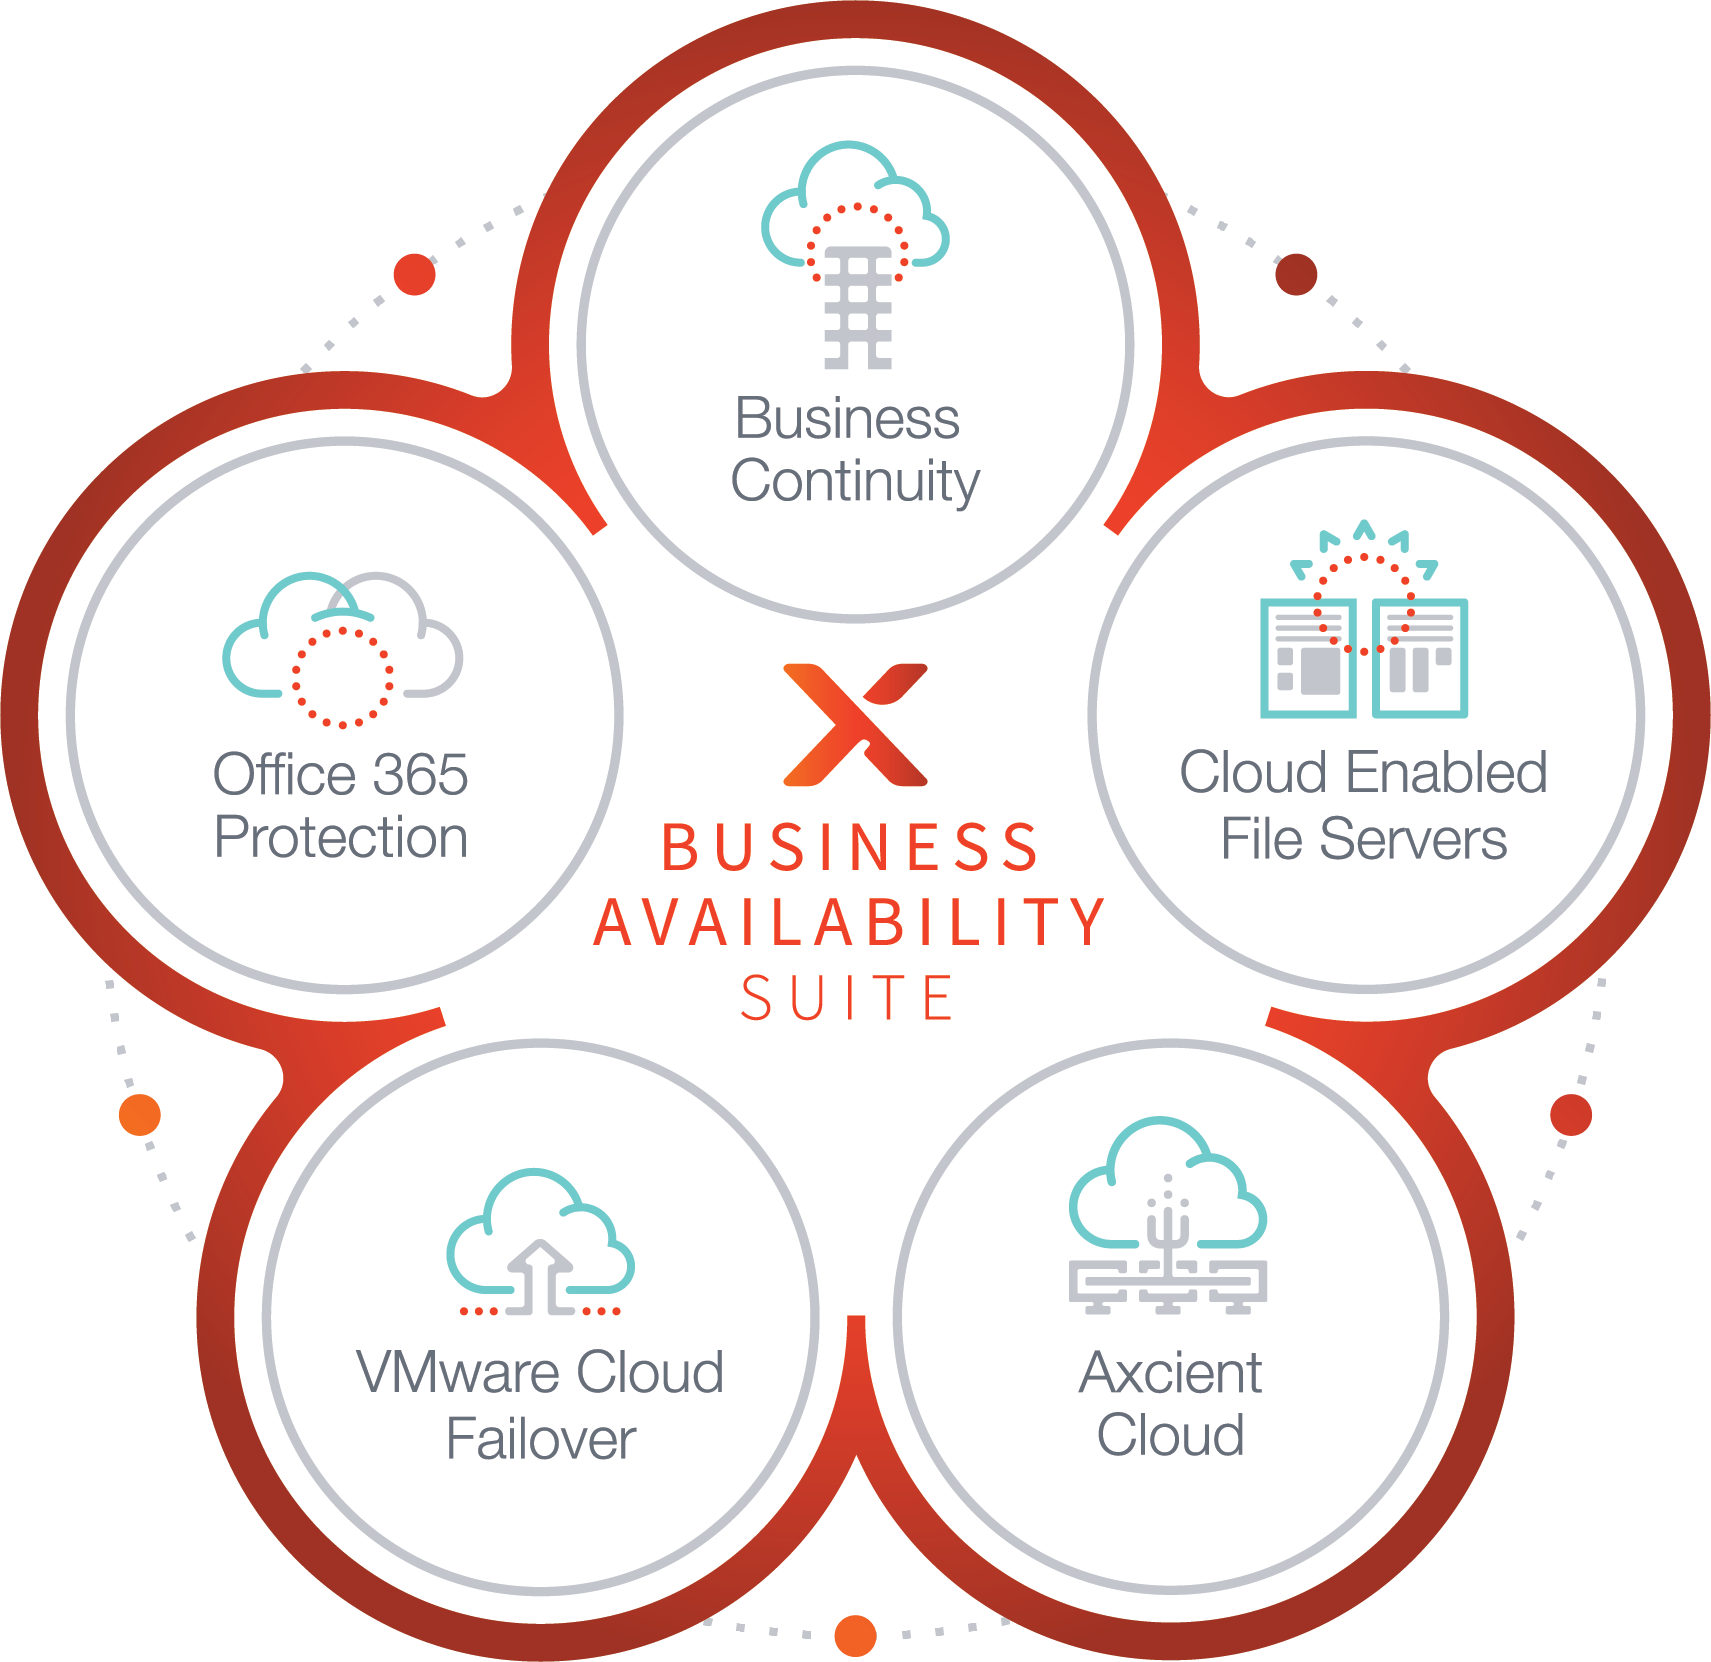 Business
Continuity
Office 365
Protection
Cloud Enabled
File Servers
BUSINESS
AVAILABILITY
SUITE
VMware Cloud
Failover
Axcient
Cloud